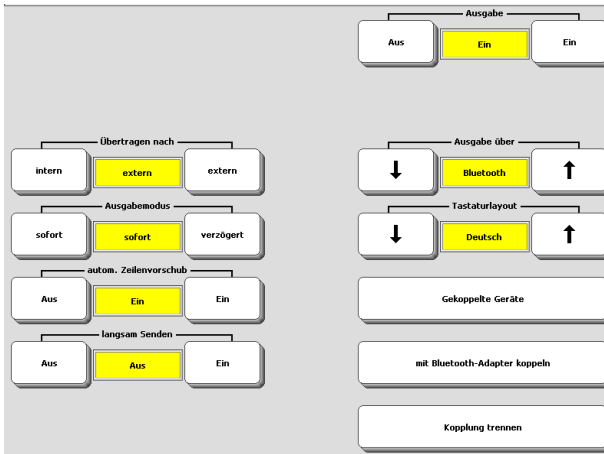 Ausgabe
Aus Ein Ein
Übertragen nach
intern extern extern
Ausgabe über
Bluetooth
Ausgabemodus
sofort sofort verzögert
Tastaturlayout
Deutsch
autom. Zeilenvorschub
Aus Ein Ein
Gekoppelte Geräte
langsam Senden
Aus Aus Ein
mit Bluetooth-Adapter koppeln
Kopplung trennen